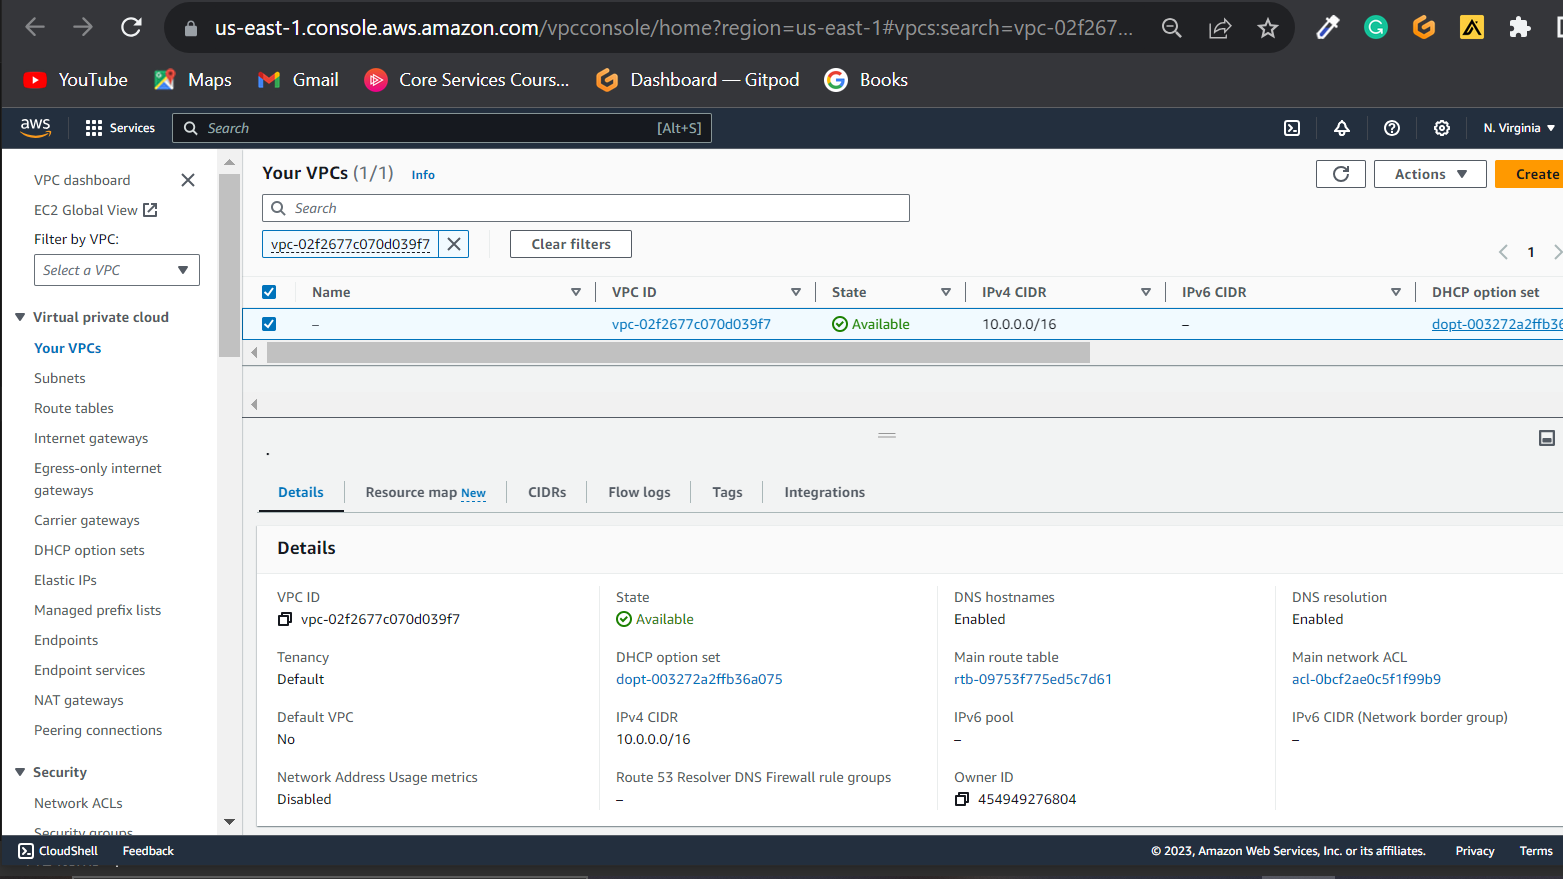 us-east-1.console.aws.amazon.com/vpcconsole/home?region=us-east-1#vpcs:search=vpc-02f267...
YouTube Maps Gmail Core Services Cours... Dashboard — Gitpod Books
aws Services Search [Alt+S] N. Virginia
VPC dashboard
EC2 Global View
Filter by VPC:
Select a VPC
Virtual private cloud
Your VPCs
Subnets
Route tables
Internet gateways
Egress-only internet
gateways
Carrier gateways
DHCP option sets
Elastic IPs
Managed prefix lists
Endpoints
Endpoint services
NAT gateways
Peering connections
Security
Network ACLs
Security groups
Your VPCs (1/1) Info
Actions
Create
Search
vpc-02f2677c070d039f7
Clear filters
1
Name VPC ID State IPv4 CIDR IPv6 CIDR DHCP option set
– vpc-02f2677c070d039f7 Available 10.0.0.0/16 – dopt-003272a2ffb36
.
Details Resource map New CIDRs Flow logs Tags Integrations
Details
VPC ID
vpc-02f2677c070d039f7
State
Available
DNS hostnames
Enabled
DNS resolution
Enabled
Tenancy
Default
DHCP option set
dopt-003272a2ffb36a075
Main route table
rtb-09753f775ed5c7d61
Main network ACL
acl-0bcf2ae0c5f1f99b9
Default VPC
No
IPv4 CIDR
10.0.0.0/16
IPv6 pool
–
IPv6 CIDR (Network border group)
–
Network Address Usage metrics
Disabled
Route 53 Resolver DNS Firewall rule groups
–
Owner ID
454949276804
CloudShell Feedback © 2023, Amazon Web Services, Inc. or its affiliates. Privacy Terms